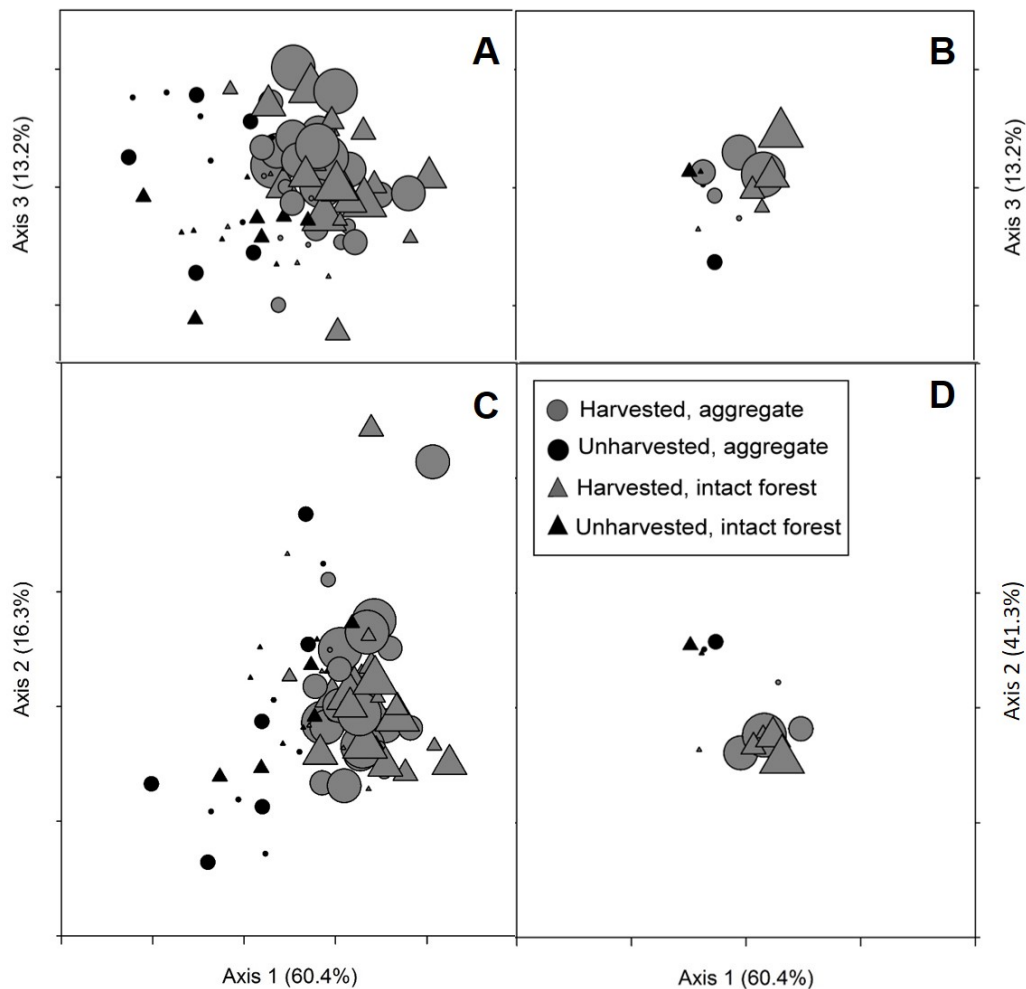 A
B
Axis 3 (13.2%)
Axis 3 (13.2%)
C
D
Harvested, aggregate
Unharvested, aggregate
Harvested, intact forest
Unharvested, intact forest
Axis 2 (16.3%)
Axis 2 (41.3%)
Axis 1 (60.4%)
Axis 1 (60.4%)